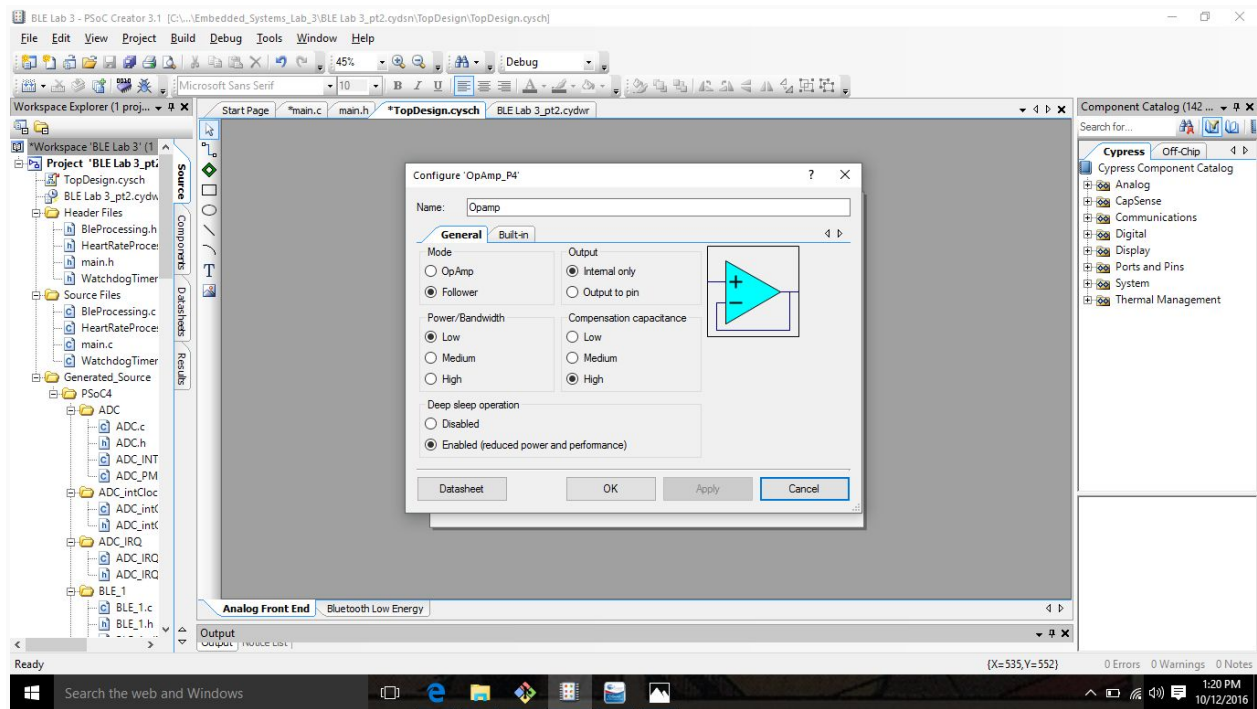 BLE Lab 3 - PSoC Creator 3.1 [C:\...\Embedded_Systems_Lab_3\BLE Lab 3_pt2.cydsn\TopDesign\TopDesign.cysch]
File Edit View Project Build Debug Tools Window Help
45% Debug
Microsoft Sans Serif 10 B I U A
Workspace Explorer (1 proj...
Start Page *main.c main.h *TopDesign.cysch BLE Lab 3_pt2.cydwr
Component Catalog (142 ...
Search for...
*Workspace 'BLE Lab 3' (1
Project 'BLE Lab 3_pt2
TopDesign.cysch
BLE Lab 3_pt2.cydw
Header Files
BleProcessing.h
HeartRateProces
main.h
WatchdogTimer
Source Files
BleProcessing.c
HeartRateProces
main.c
WatchdogTimer
Generated_Source
PSoC4
ADC
ADC.c
ADC.h
ADC_INT
ADC_PM
ADC_intCloc
ADC_int
ADC_int
ADC_IRQ
ADC_IRQ
ADC_IRQ
BLE_1
BLE_1.c
BLE_1.h
Source
Components
Datasheets
Results
T
Configure 'OpAmp_P4' ? X
Name: Opamp
General Built-in
Mode
OpAmp
Follower
Output
Internal only
Output to pin
Power/Bandwidth
Low
Medium
High
Compensation capacitance
Low
Medium
High
Deep sleep operation
Disabled
Enabled (reduced power and performance)
+
−
Datasheet OK Apply Cancel
Cypress Off-Chip
Cypress Component Catalog
Analog
CapSense
Communications
Digital
Display
Ports and Pins
System
Thermal Management
Analog Front End Bluetooth Low Energy
Output
Output Notice List
Ready {X=535,Y=552} 0 Errors 0 Warnings 0 Notes
Search the web and Windows
1:20 PM
10/12/2016